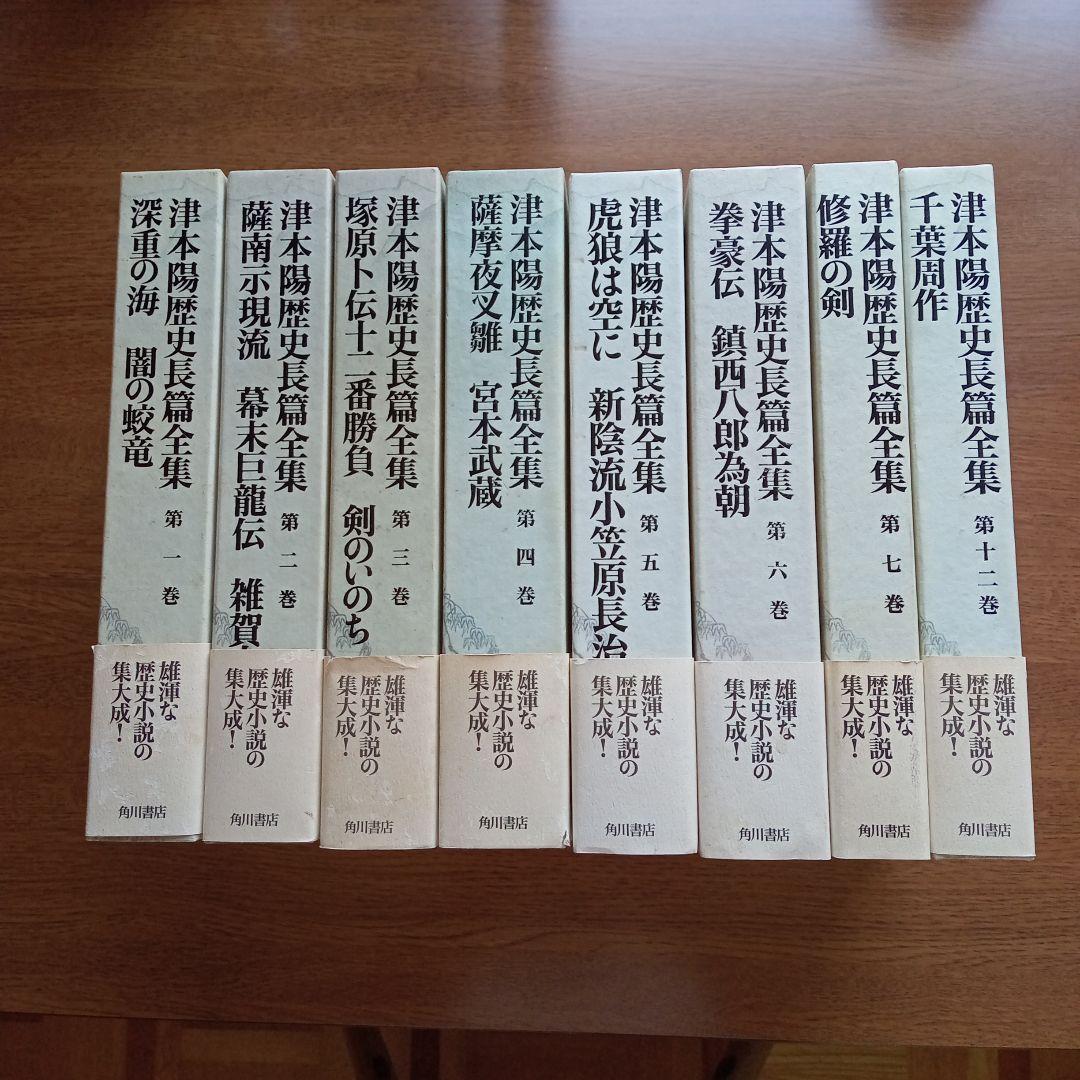 津本陽歴史長篇全集 第一巻
深重の海 闇の蛟竜
雄渾な
歴史小説の
集大成!
角川書店
津本陽歴史長篇全集 第二巻
薩南示現流 幕末巨龍伝 雑賀
雄渾な
歴史小説の
集大成!
角川書店
津本陽歴史長篇全集 第三巻
塚原卜伝十二番勝負 剣のいのち
雄渾な
歴史小説の
集大成!
角川書店
津本陽歴史長篇全集 第四巻
薩摩夜叉雛 宮本武蔵
雄渾な
歴史小説の
集大成!
角川書店
津本陽歴史長篇全集 第五巻
虎狼は空に 新陰流小笠原長治
雄渾な
歴史小説の
集大成!
角川書店
津本陽歴史長篇全集 第六巻
拳豪伝 鎮西八郎為朝
雄渾な
歴史小説の
集大成!
角川書店
津本陽歴史長篇全集 第七巻
修羅の剣
雄渾な
歴史小説の
集大成!
角川書店
津本陽歴史長篇全集 第十二巻
千葉周作
雄渾な
歴史小説の
集大成!
角川書店